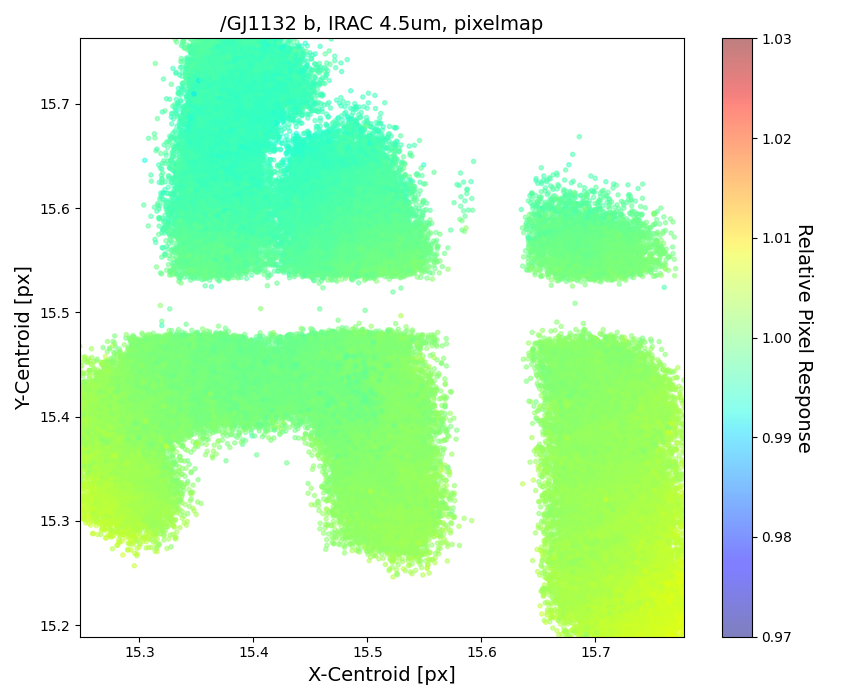 /GJ1132 b, IRAC 4.5um, pixelmap
15.7
15.6
15.5
15.4
15.3
15.2
Y-Centroid [px]
15.3 15.4 15.5 15.6 15.7
X-Centroid [px]
1.03
1.02
1.01
1.00
0.99
0.98
0.97
Relative Pixel Response